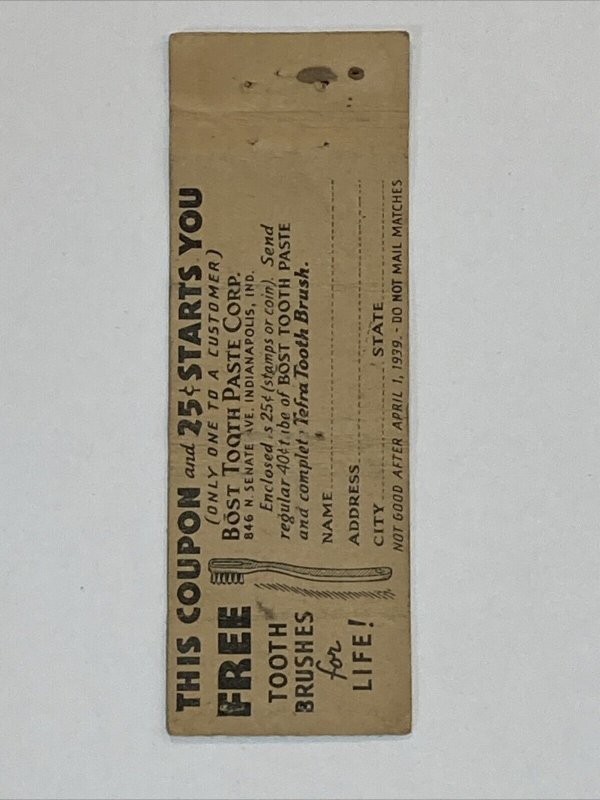 THIS COUPON and 25¢ STARTS YOU
FREE
TOOTH
BRUSHES
for
LIFE!
(ONLY ONE TO A CUSTOMER)
BŌST TOOTH PASTE CORP.
846 N. SENATE AVE. INDIANAPOLIS, IND.
Enclosed is 25¢ (stamps or coin). Send
regular 40¢ tube of BŌST TOOTH PASTE
and complete Tefra Tooth Brush.
NAME
ADDRESS
CITY STATE
NOT GOOD AFTER APRIL 1, 1939. - DO NOT MAIL MATCHES